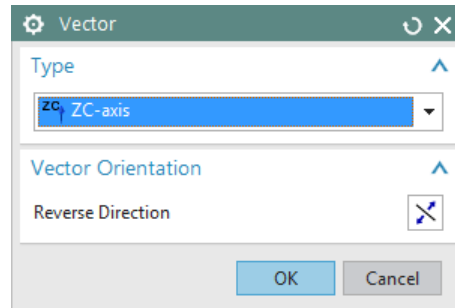 Vector
Type
ZC ZC-axis
Vector Orientation
Reverse Direction
OK Cancel